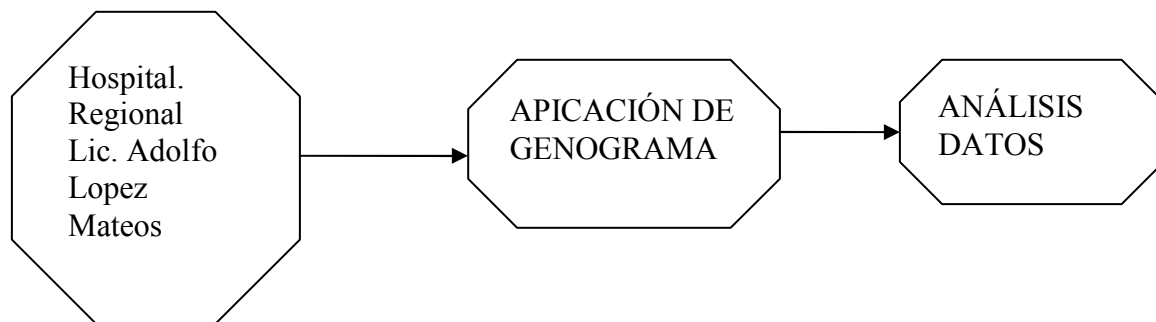 Hospital.
Regional
Lic. Adolfo
Lopez
Mateos
APICACIÓN DE
GENOGRAMA
ANÁLISIS
DATOS